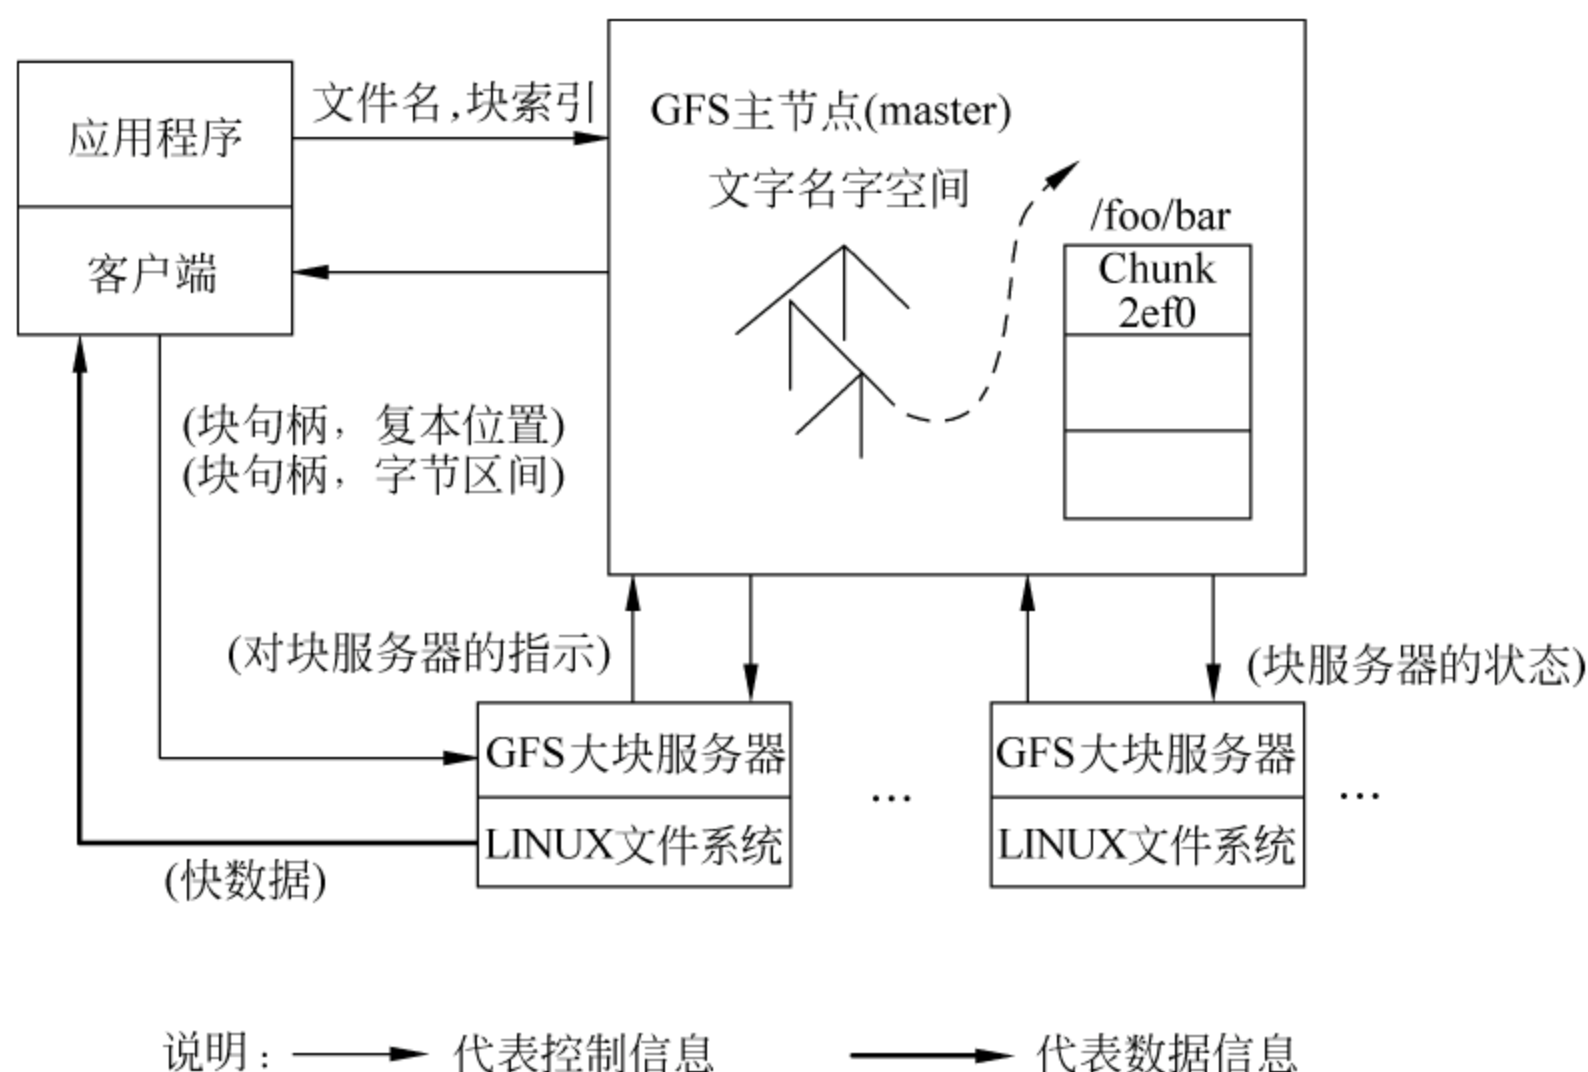 应用程序
客户端
文件名,块索引
GFS主节点(master)
文字名字空间
/foo/bar
Chunk
2ef0
(块句柄，复本位置)
(块句柄，字节区间)
(对块服务器的指示)
(块服务器的状态)
GFS大块服务器
LINUX文件系统
...
GFS大块服务器
LINUX文件系统
...
(快数据)
说明：
代表控制信息
代表数据信息